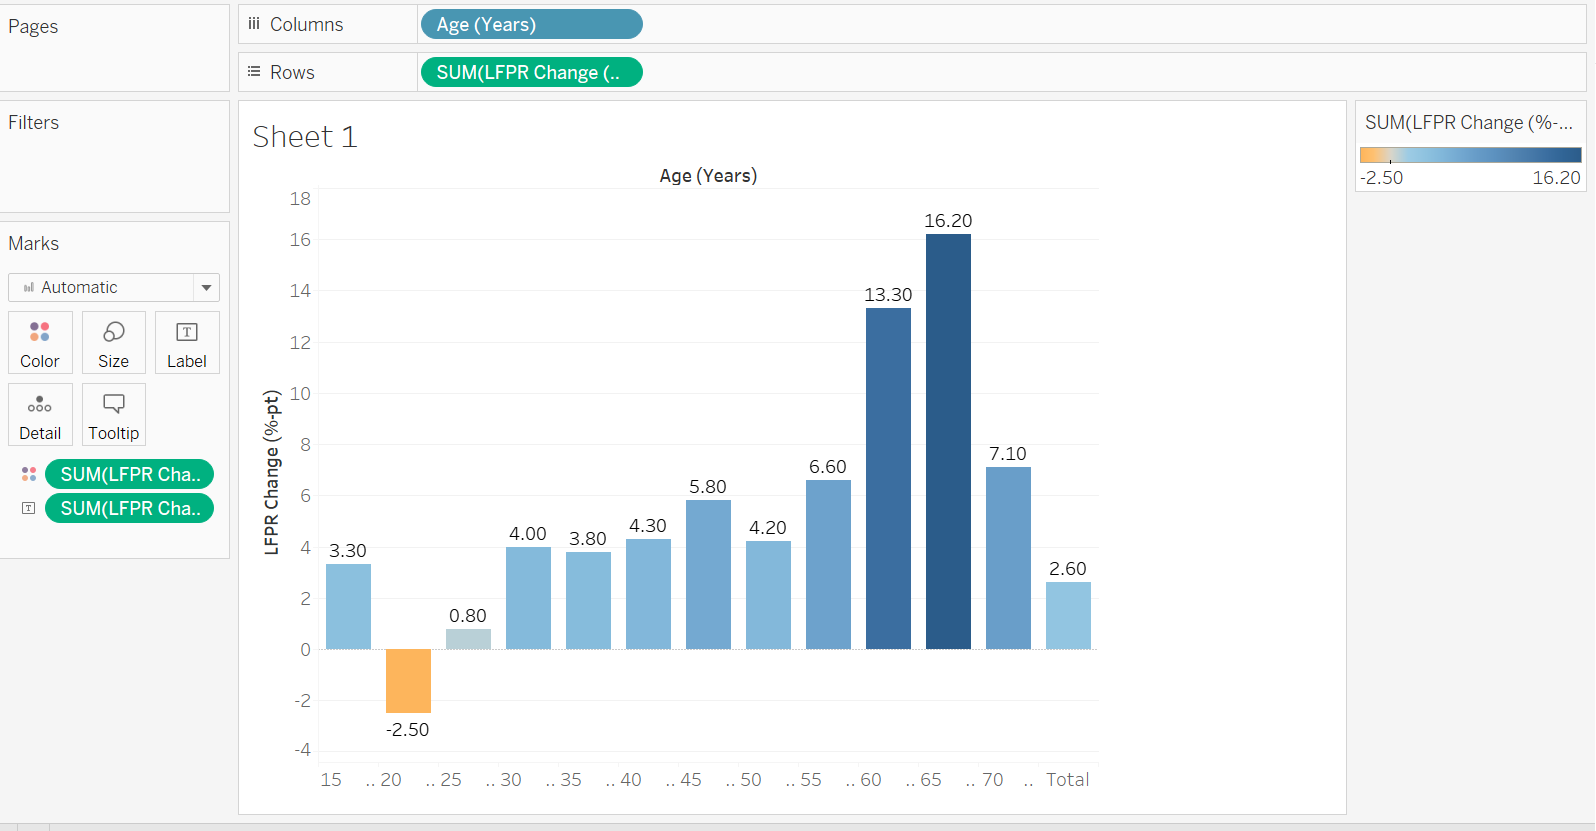 Pages
Columns
Age (Years)
Rows
SUM(LFPR Change (..
Filters
Marks
Automatic
Color
Size
T
Label
Detail
Tooltip
SUM(LFPR Cha..
T
SUM(LFPR Cha..
Sheet 1
Age (Years)
LFPR Change (%-pt)
18
16
14
12
10
8
6
4
2
0
-2
-4
3.30
-2.50
0.80
4.00
3.80
4.30
5.80
4.20
6.60
13.30
16.20
7.10
2.60
15 .. 20 .. 25 .. 30 .. 35 .. 40 .. 45 .. 50 .. 55 .. 60 .. 65 .. 70 .. Total
SUM(LFPR Change (%-...
-2.50 16.20